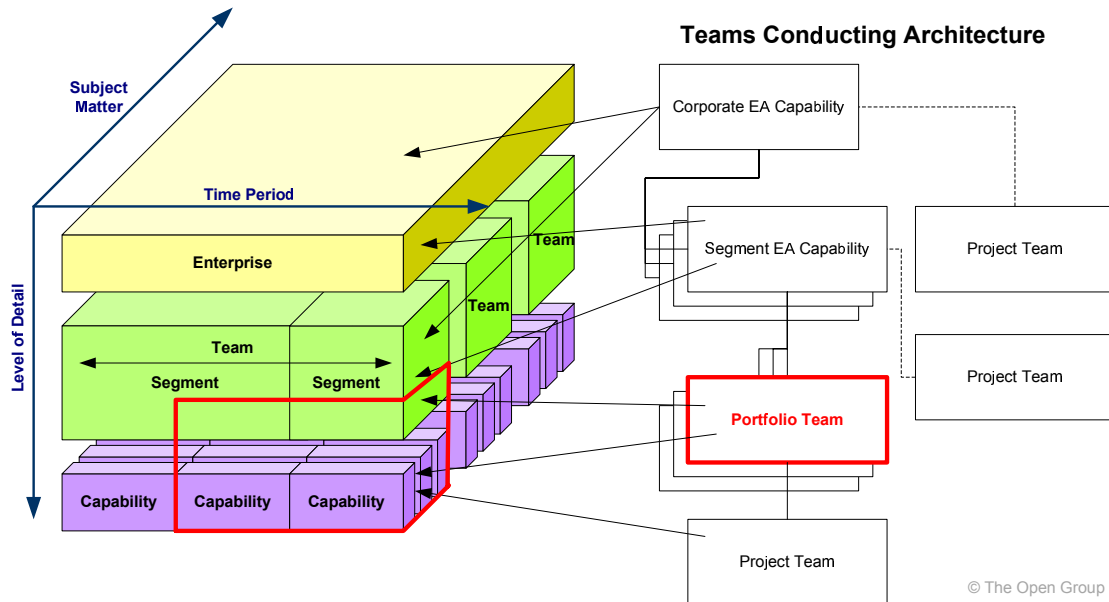 Teams Conducting Architecture
Subject
Matter
Corporate EA Capability
Time Period
Team
Enterprise
Segment EA Capability
Project Team
Team
Level of Detail
Team
Segment
Segment
Project Team
Portfolio Team
Capability
Capability
Capability
Project Team
© The Open Group